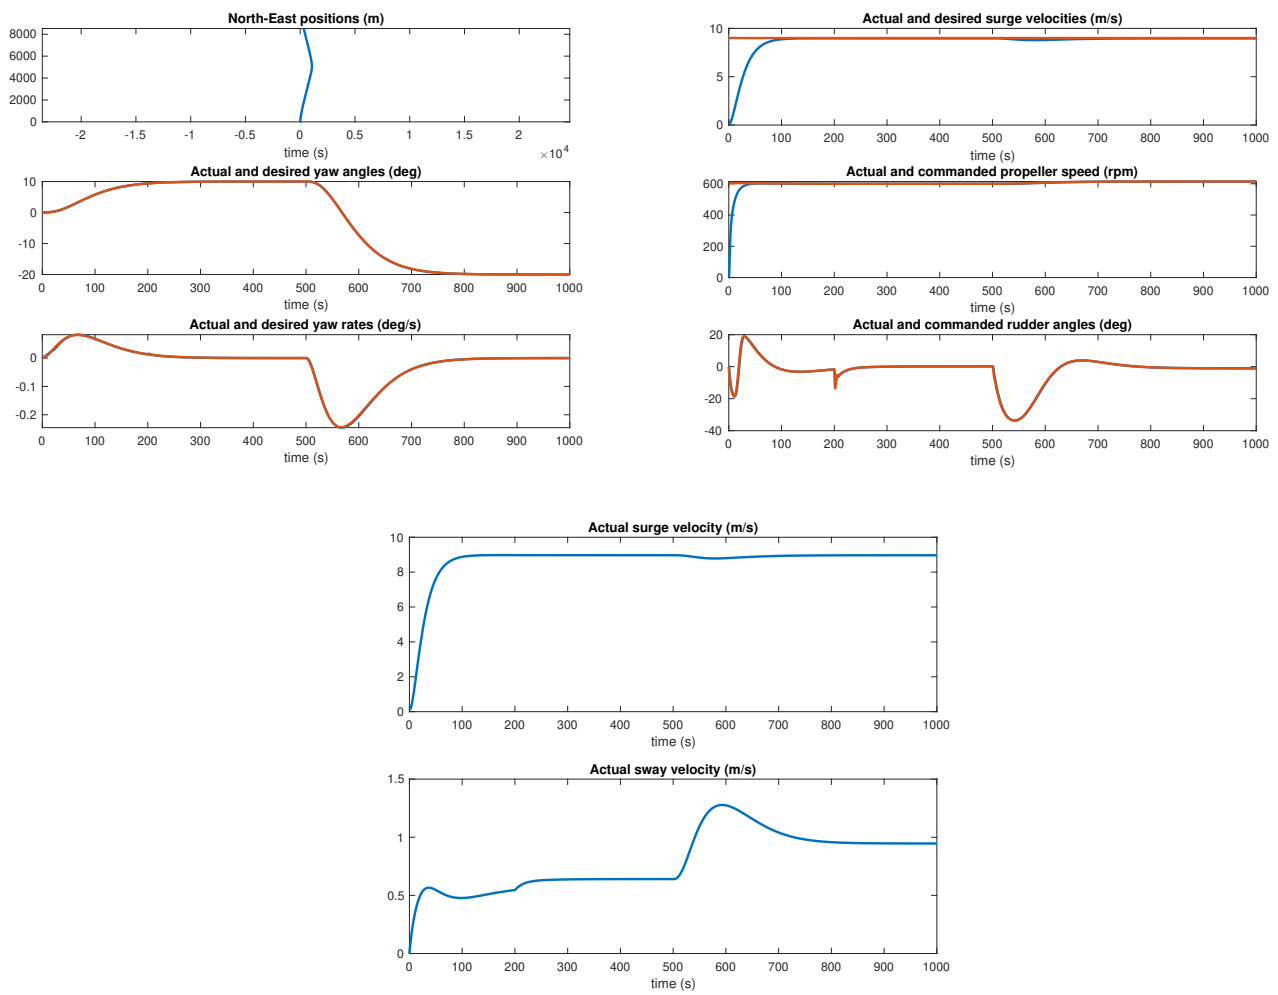 North-East positions (m)
8000
6000
4000
2000
0
-2 -1.5 -1 -0.5 0 0.5 1 1.5 2
time (s)
×10^4
Actual and desired yaw angles (deg)
10
0
-10
-20
0 100 200 300 400 500 600 700 800 900 1000
time (s)
Actual and desired yaw rates (deg/s)
0
-0.1
-0.2
0 100 200 300 400 500 600 700 800 900 1000
time (s)
Actual and desired surge velocities (m/s)
10
5
0
0 100 200 300 400 500 600 700 800 900 1000
time (s)
Actual and commanded propeller speed (rpm)
600
400
200
0
0 100 200 300 400 500 600 700 800 900 1000
time (s)
Actual and commanded rudder angles (deg)
20
0
-20
-40
0 100 200 300 400 500 600 700 800 900 1000
time (s)
Actual surge velocity (m/s)
10
8
6
4
2
0
0 100 200 300 400 500 600 700 800 900 1000
time (s)
Actual sway velocity (m/s)
1.5
1
0.5
0
0 100 200 300 400 500 600 700 800 900 1000
time (s)